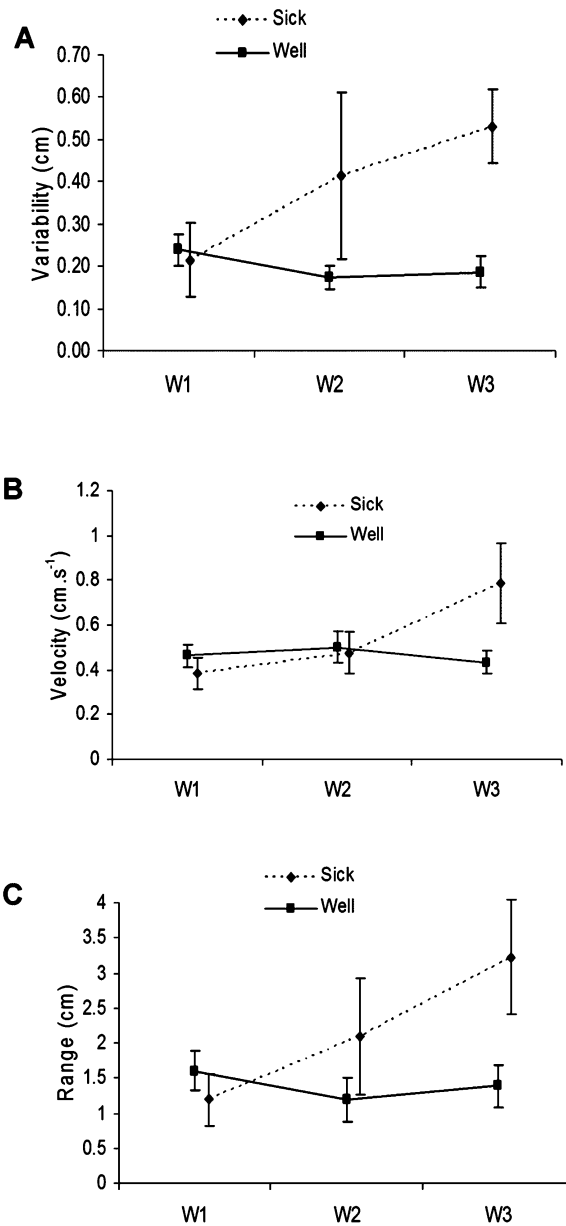 A
Sick
Well
Variability (cm)
0.70
0.60
0.50
0.40
0.30
0.20
0.10
0.00
W1 W2 W3
B
Sick
Well
Velocity (cm.s-1)
1.2
1
0.8
0.6
0.4
0.2
0
W1 W2 W3
C
Sick
Well
Range (cm)
4
3.5
3
2.5
2
1.5
1
0.5
0
W1 W2 W3